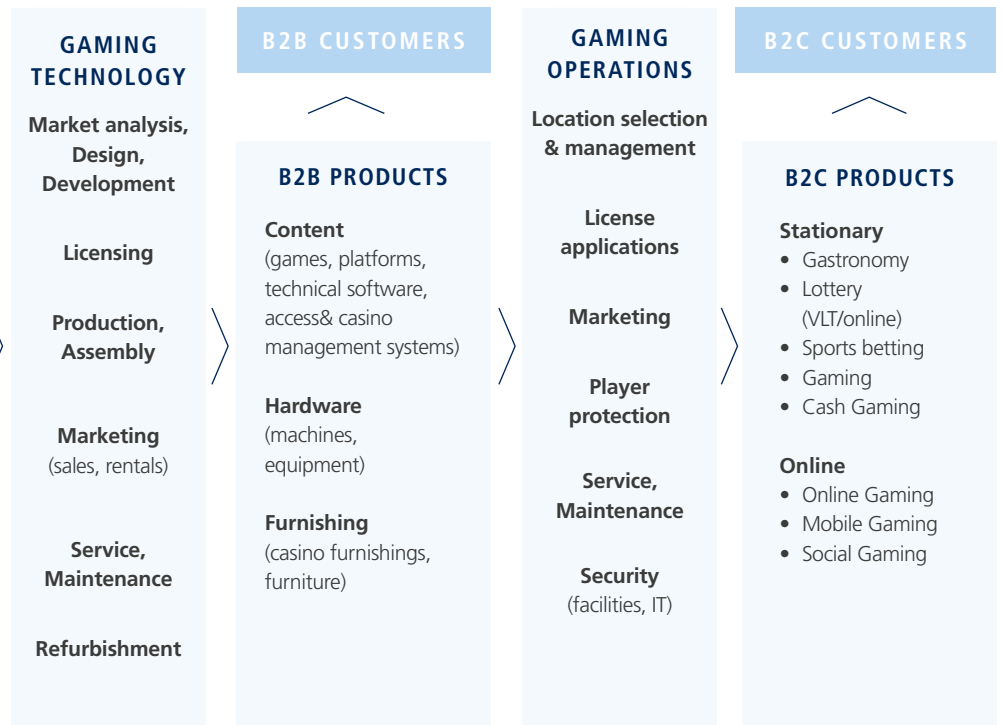 GAMING
TECHNOLOGY
Market analysis,
Design,
Development
Licensing
Production,
Assembly
Marketing
(sales, rentals)
Service,
Maintenance
Refurbishment
B2B CUSTOMERS
B2B PRODUCTS
Content
(games, platforms,
technical software,
access& casino
management systems)
Hardware
(machines,
equipment)
Furnishing
(casino furnishings,
furniture)
GAMING
OPERATIONS
Location selection
& management
License
applications
Marketing
Player
protection
Service,
Maintenance
Security
(facilities, IT)
B2C CUSTOMERS
B2C PRODUCTS
Stationary
• Gastronomy
• Lottery
(VLT/online)
• Sports betting
• Gaming
• Cash Gaming
Online
• Online Gaming
• Mobile Gaming
• Social Gaming